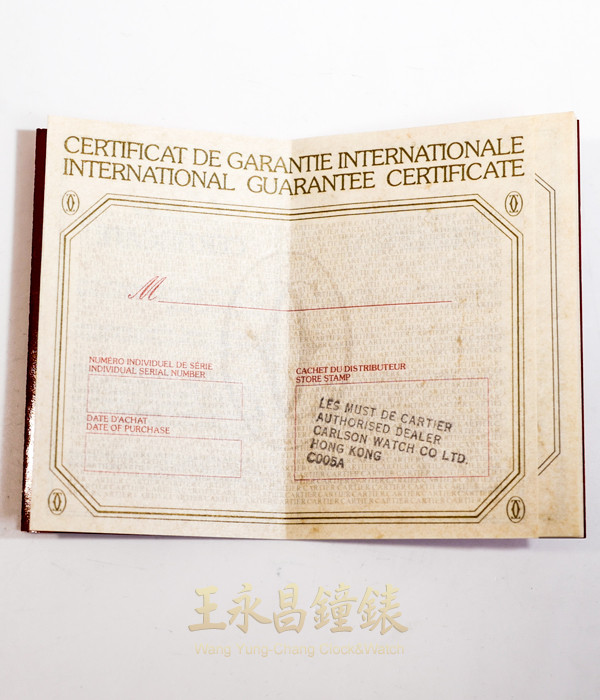 CERTIFICAT DE GARANTIE INTERNATIONALE
INTERNATIONAL GUARANTEE CERTIFICATE
M
NUMÉRO INDIVIDUEL DE SÉRIE
INDIVIDUAL SERIAL NUMBER
DATE D'ACHAT
DATE OF PURCHASE
CACHET DU DISTRIBUTEUR
STORE STAMP
LES MUST DE CARTIER
AUTHORISED DEALER
CARLSON WATCH CO LTD.
HONG KONG
C005A
王永昌鐘錶
Wang Yung-Chang Clock&Watch